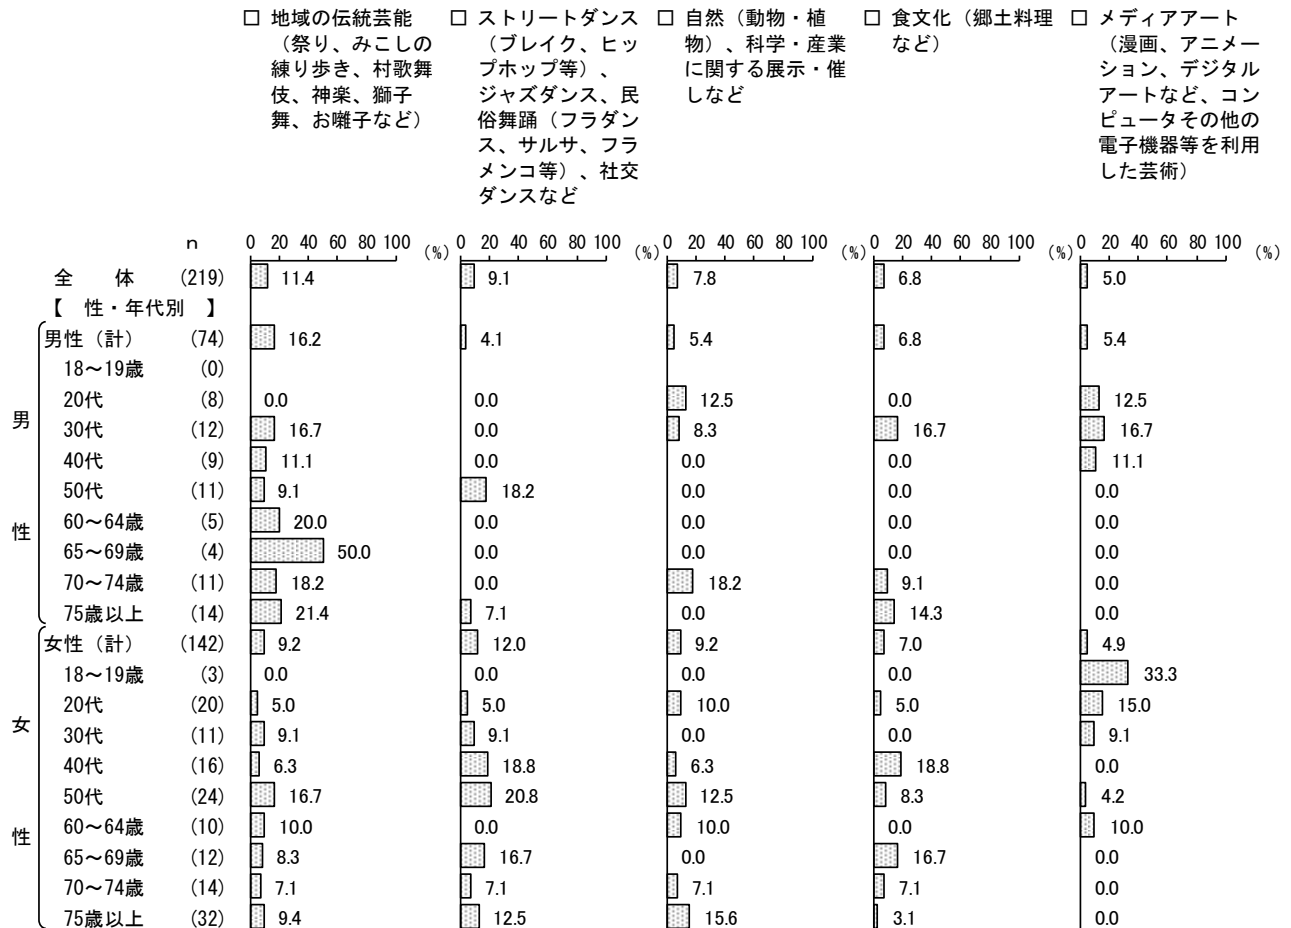 □ 地域の伝統芸能
（祭り、みこしの
練り歩き、村歌舞
伎、神楽、獅子
舞、お囃子など）
□ ストリートダンス
（ブレイク、ヒッ
プホップ等）、
ジャズダンス、民
俗舞踊（フラダン
ス、サルサ、フラ
メンコ等）、社交
ダンスなど
□ 自然（動物・植
物）、科学・産業
に関する展示・催
しなど
□ 食文化（郷土料理
など）
□ メディアアート
（漫画、アニメー
ション、デジタル
アートなど、コン
ピュータその他の
電子機器等を利用
した芸術）
n 0 20 40 60 80 100 (%) 0 20 40 60 80 100 (%) 0 20 40 60 80 100 (%) 0 20 40 60 80 100 (%) 0 20 40 60 80 100 (%)
全 体 (219) 11.4 9.1 7.8 6.8 5.0
【 性・年代別 】
男性（計） (74) 16.2 4.1 5.4 6.8 5.4
18～19歳 (0)
20代 (8) 0.0 0.0 12.5 0.0 12.5
男
30代 (12) 16.7 0.0 8.3 16.7 16.7
40代 (9) 11.1 0.0 0.0 0.0 11.1
50代 (11) 9.1 18.2 0.0 0.0 0.0
60～64歳 (5) 20.0 0.0 0.0 0.0 0.0
性
65～69歳 (4) 50.0 0.0 0.0 0.0 0.0
70～74歳 (11) 18.2 0.0 18.2 9.1 0.0
75歳以上 (14) 21.4 7.1 0.0 14.3 0.0
女性（計） (142) 9.2 12.0 9.2 7.0 4.9
18～19歳 (3) 0.0 0.0 0.0 0.0 33.3
20代 (20) 5.0 5.0 10.0 5.0 15.0
女
30代 (11) 9.1 9.1 0.0 0.0 9.1
40代 (16) 6.3 18.8 6.3 18.8 0.0
50代 (24) 16.7 20.8 12.5 8.3 4.2
60～64歳 (10) 10.0 0.0 10.0 0.0 10.0
性
65～69歳 (12) 8.3 16.7 0.0 16.7 0.0
70～74歳 (14) 7.1 7.1 7.1 7.1 0.0
75歳以上 (32) 9.4 12.5 15.6 3.1 0.0